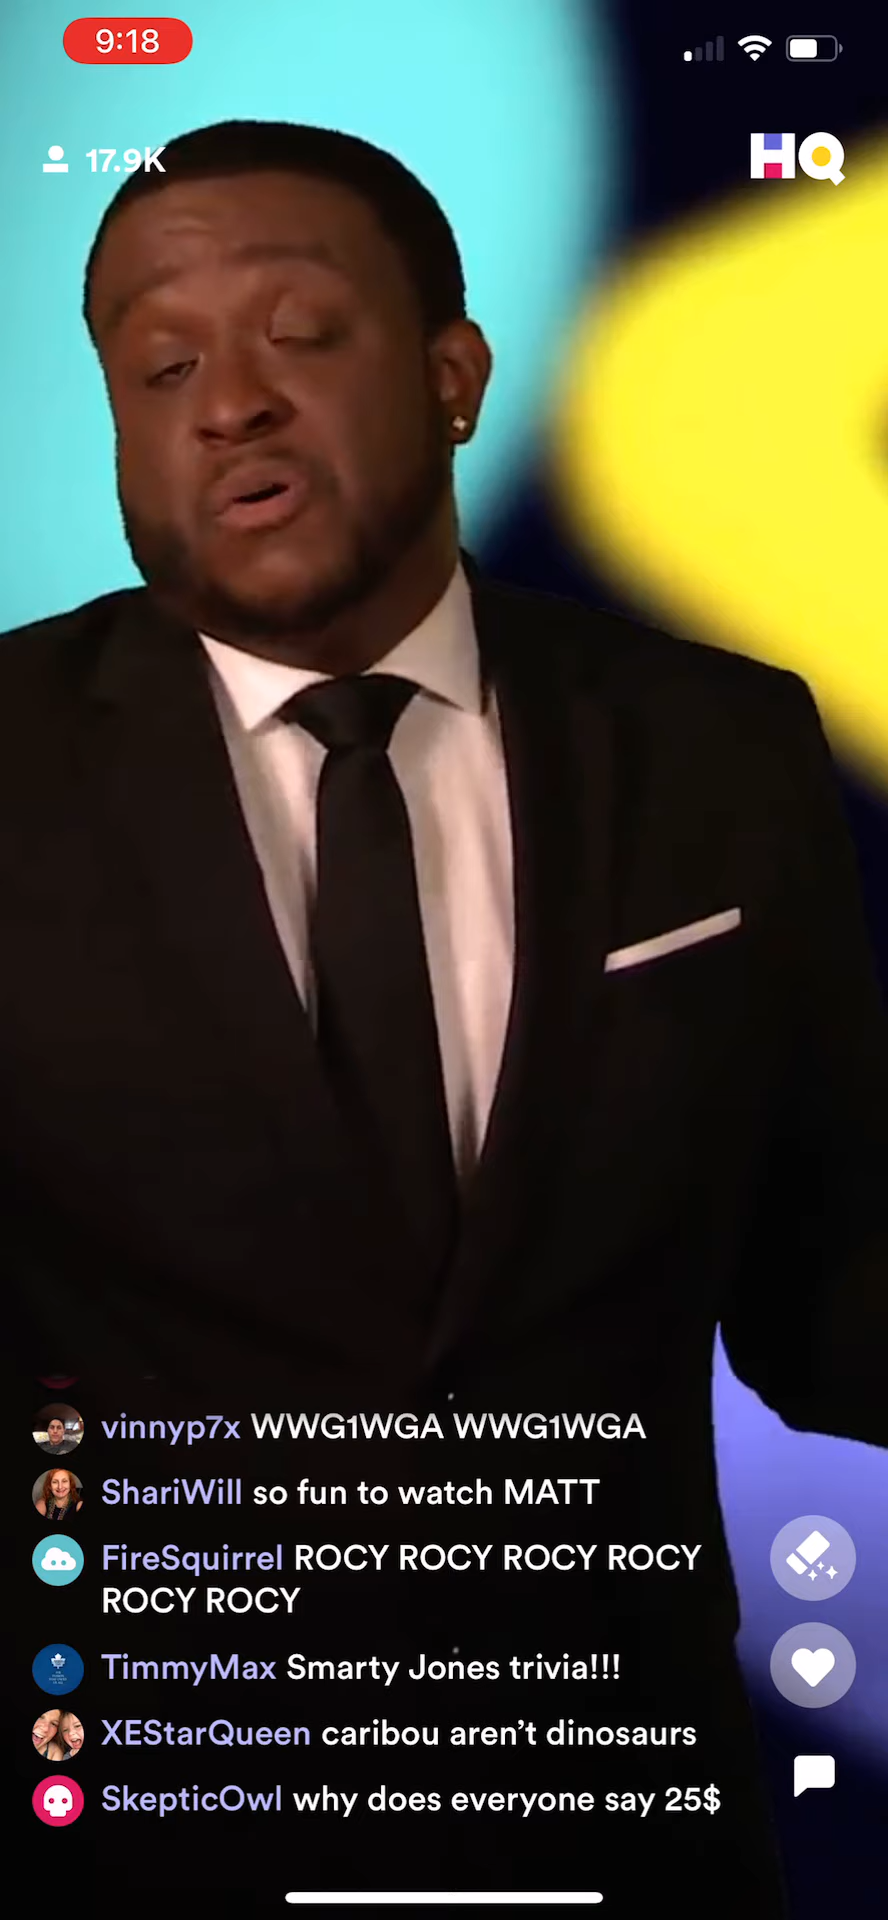 9:18
17.9K
HQ
vinnyp7x WWG1WGA WWG1WGA
ShariWill so fun to watch MATT
FireSquirrel ROCY ROCY ROCY ROCY
ROCY ROCY
TimmyMax Smarty Jones trivia!!!
XEStarQueen caribou aren’t dinosaurs
SkepticOwl why does everyone say 25$